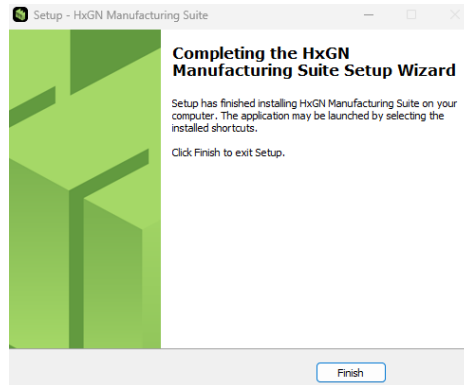 Setup - HxGN Manufacturing Suite
Completing the HxGN
Manufacturing Suite Setup Wizard
Setup has finished installing HxGN Manufacturing Suite on your
computer. The application may be launched by selecting the
installed shortcuts.
Click Finish to exit Setup.
Finish